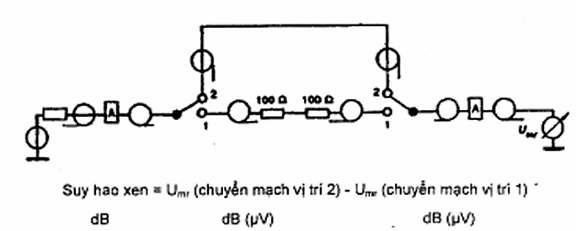 2
2
A
100 Ω
100 Ω
A
1
1
Umr
Suy hao xen = Umr (chuyển mạch vị trí 2) - Umr (chuyển mạch vị trí 1)
dB
dB (µV)
dB (µV)